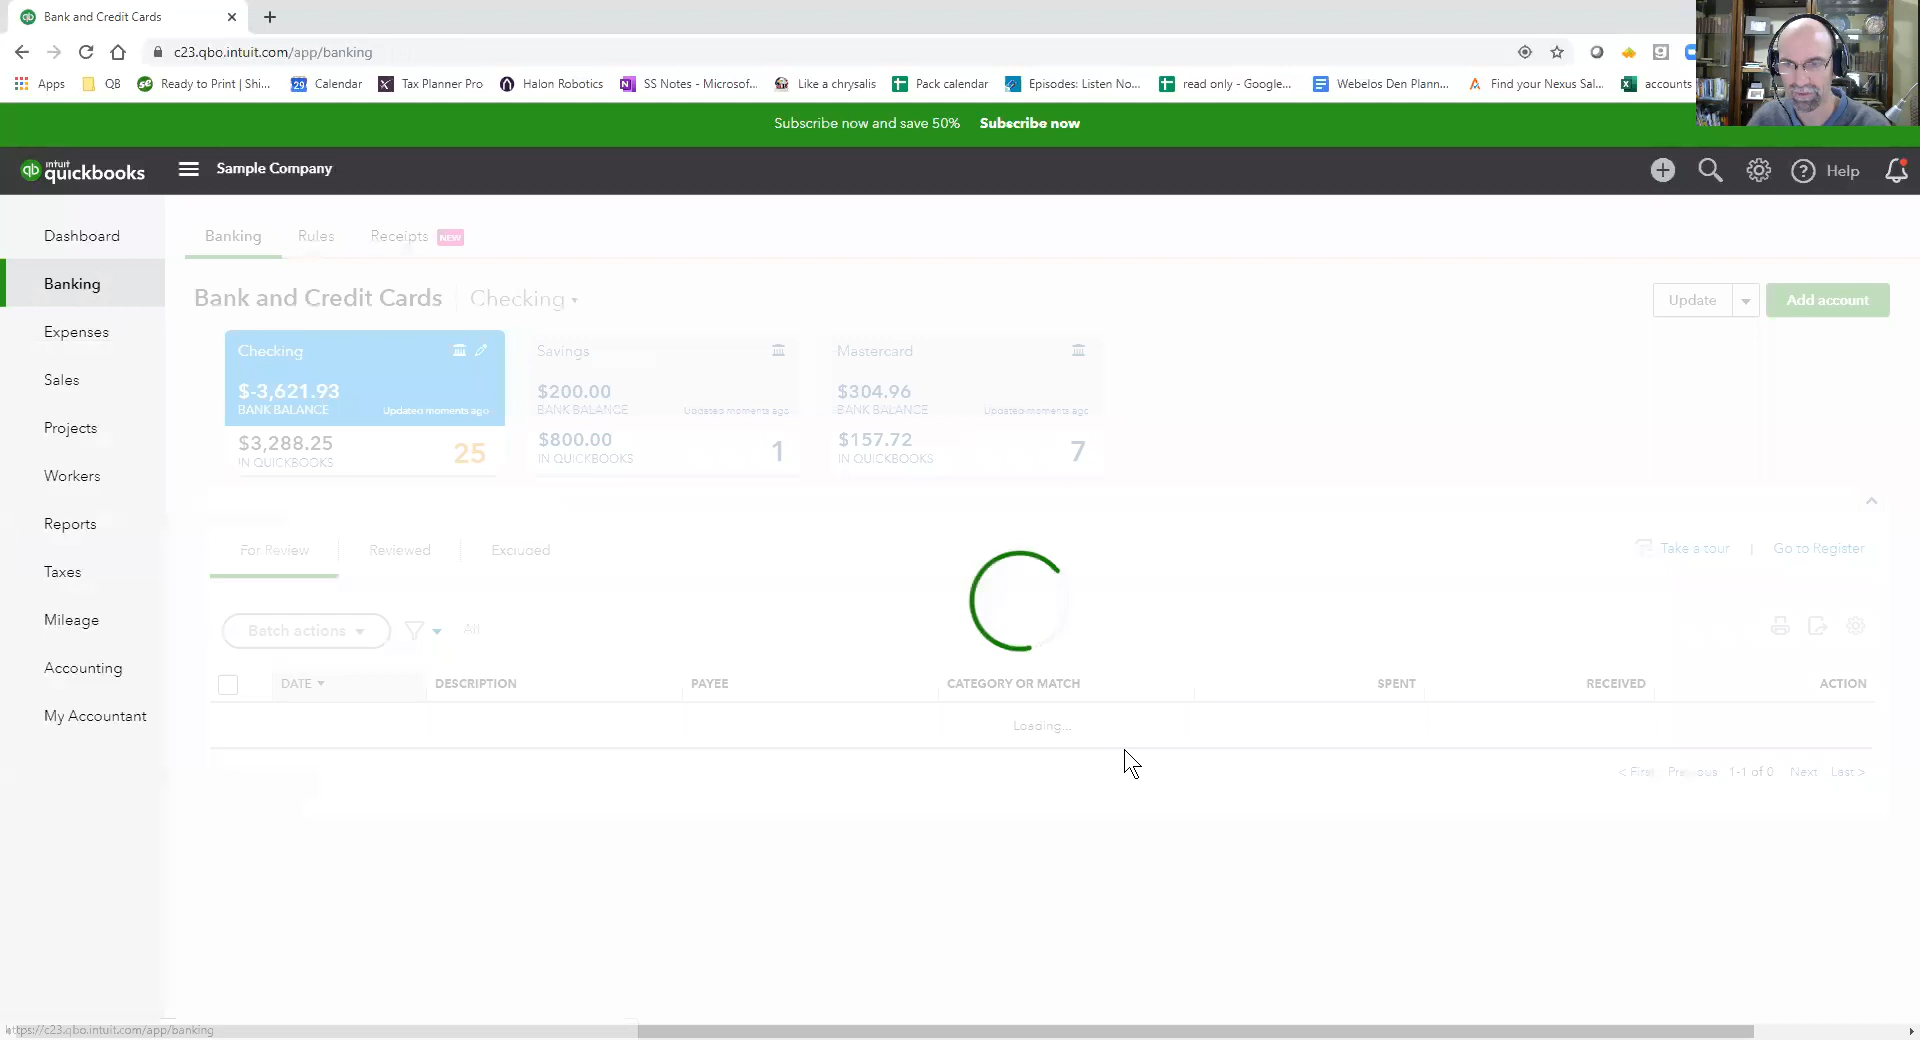 Bank and Credit Cards
c23.qbo.intuit.com/app/banking
Apps QB Ready to Print | Shi... Calendar Tax Planner Pro Halon Robotics SS Notes - Microsof... Like a chrysalis Pack calendar Episodes: Listen No... read only - Google... Webelos Den Plann... Find your Nexus Sal... accounts
Subscribe now and save 50% Subscribe now
intuit quickbooks Sample Company Help
Dashboard
Banking
Expenses
Sales
Projects
Workers
Reports
Taxes
Mileage
Accounting
My Accountant
Banking Rules Receipts NEW
Bank and Credit Cards Checking Update Add account
Checking
$-3,621.93
BANK BALANCE Updated moments ago
$3,288.25
IN QUICKBOOKS 25
Savings
$200.00
BANK BALANCE Updated moments ago
$800.00
IN QUICKBOOKS 1
Mastercard
$304.96
BANK BALANCE Updated moments ago
$157.72
IN QUICKBOOKS 7
For Review Reviewed Excluded Take a tour | Go to Register
Batch actions All
DATE DESCRIPTION PAYEE CATEGORY OR MATCH SPENT RECEIVED ACTION
Loading...
< First Previous 1-1 of 0 Next Last >
https://c23.qbo.intuit.com/app/banking